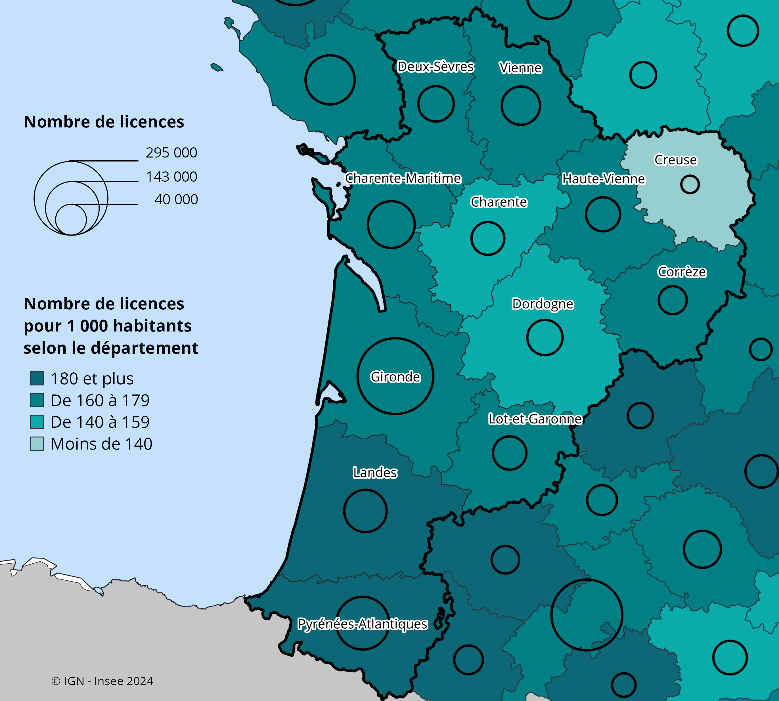 Deux-Sèvres
Vienne
Nombre de licences
295 000
143 000
40 000
Creuse
Charente-Maritime
Haute-Vienne
Charente
Corrèze
Dordogne
Nombre de licences
pour 1 000 habitants
selon le département
180 et plus
De 160 à 179
De 140 à 159
Moins de 140
Gironde
Lot-et-Garonne
Landes
Pyrénées-Atlantiques
© IGN - Insee 2024